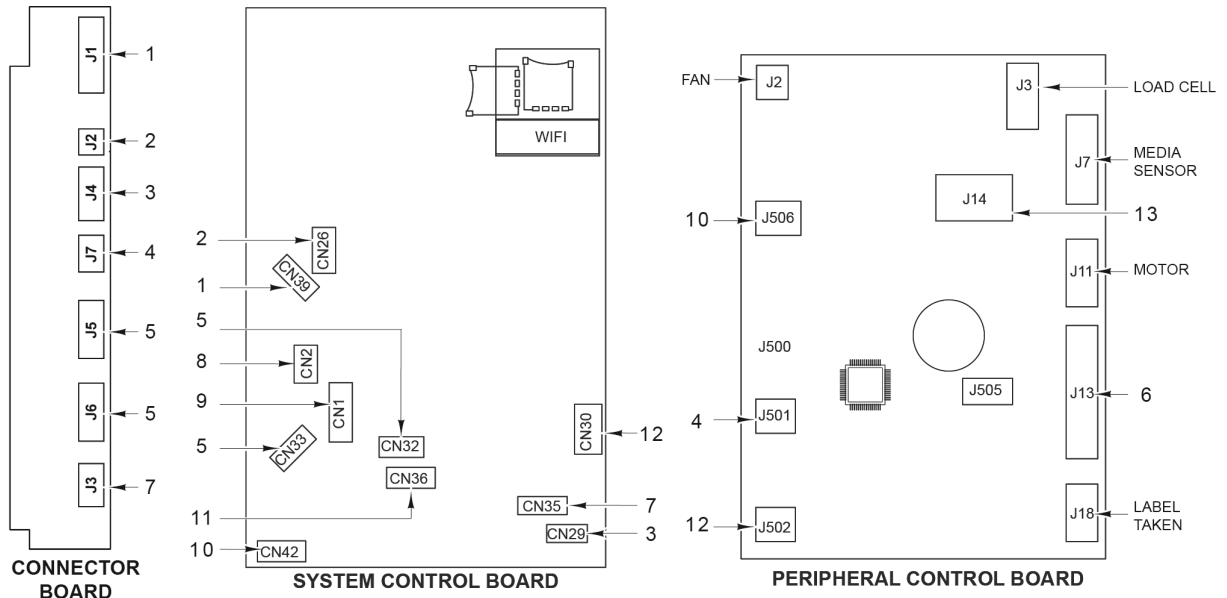 J1
1
J2
2
J4
3
J7
4
J5
5
J6
5
J3
7
CONNECTOR
BOARD
WIFI
2
CN26
1
CN39
5
8
CN2
9
CN1
5
CN33
CN32
CN36
11
10
CN42
CN30
12
CN35
7
CN29
3
SYSTEM CONTROL BOARD
FAN
J2
J3
LOAD CELL
J7
MEDIA
SENSOR
J14
13
10
J506
J11
MOTOR
J500
J505
J13
6
4
J501
12
J502
J18
LABEL
TAKEN
PERIPHERAL CONTROL BOARD